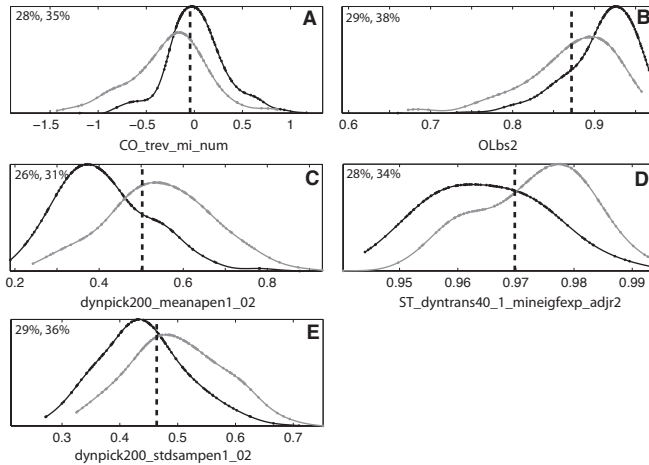 28%, 35%
A
−1.5 −1 −0.5 0 0.5 1
CO_trev_mi_num
29%, 38%
B
0.6 0.7 0.8 0.9
OLbs2
26%, 31%
C
0.2 0.4 0.6 0.8
dynpick200_meanapen1_02
28%, 34%
D
0.95 0.96 0.97 0.98 0.99
ST_dyntrans40_1_mineigfexp_adjr2
29%, 36%
E
0.3 0.4 0.5 0.6 0.7
dynpick200_stdsampen1_02